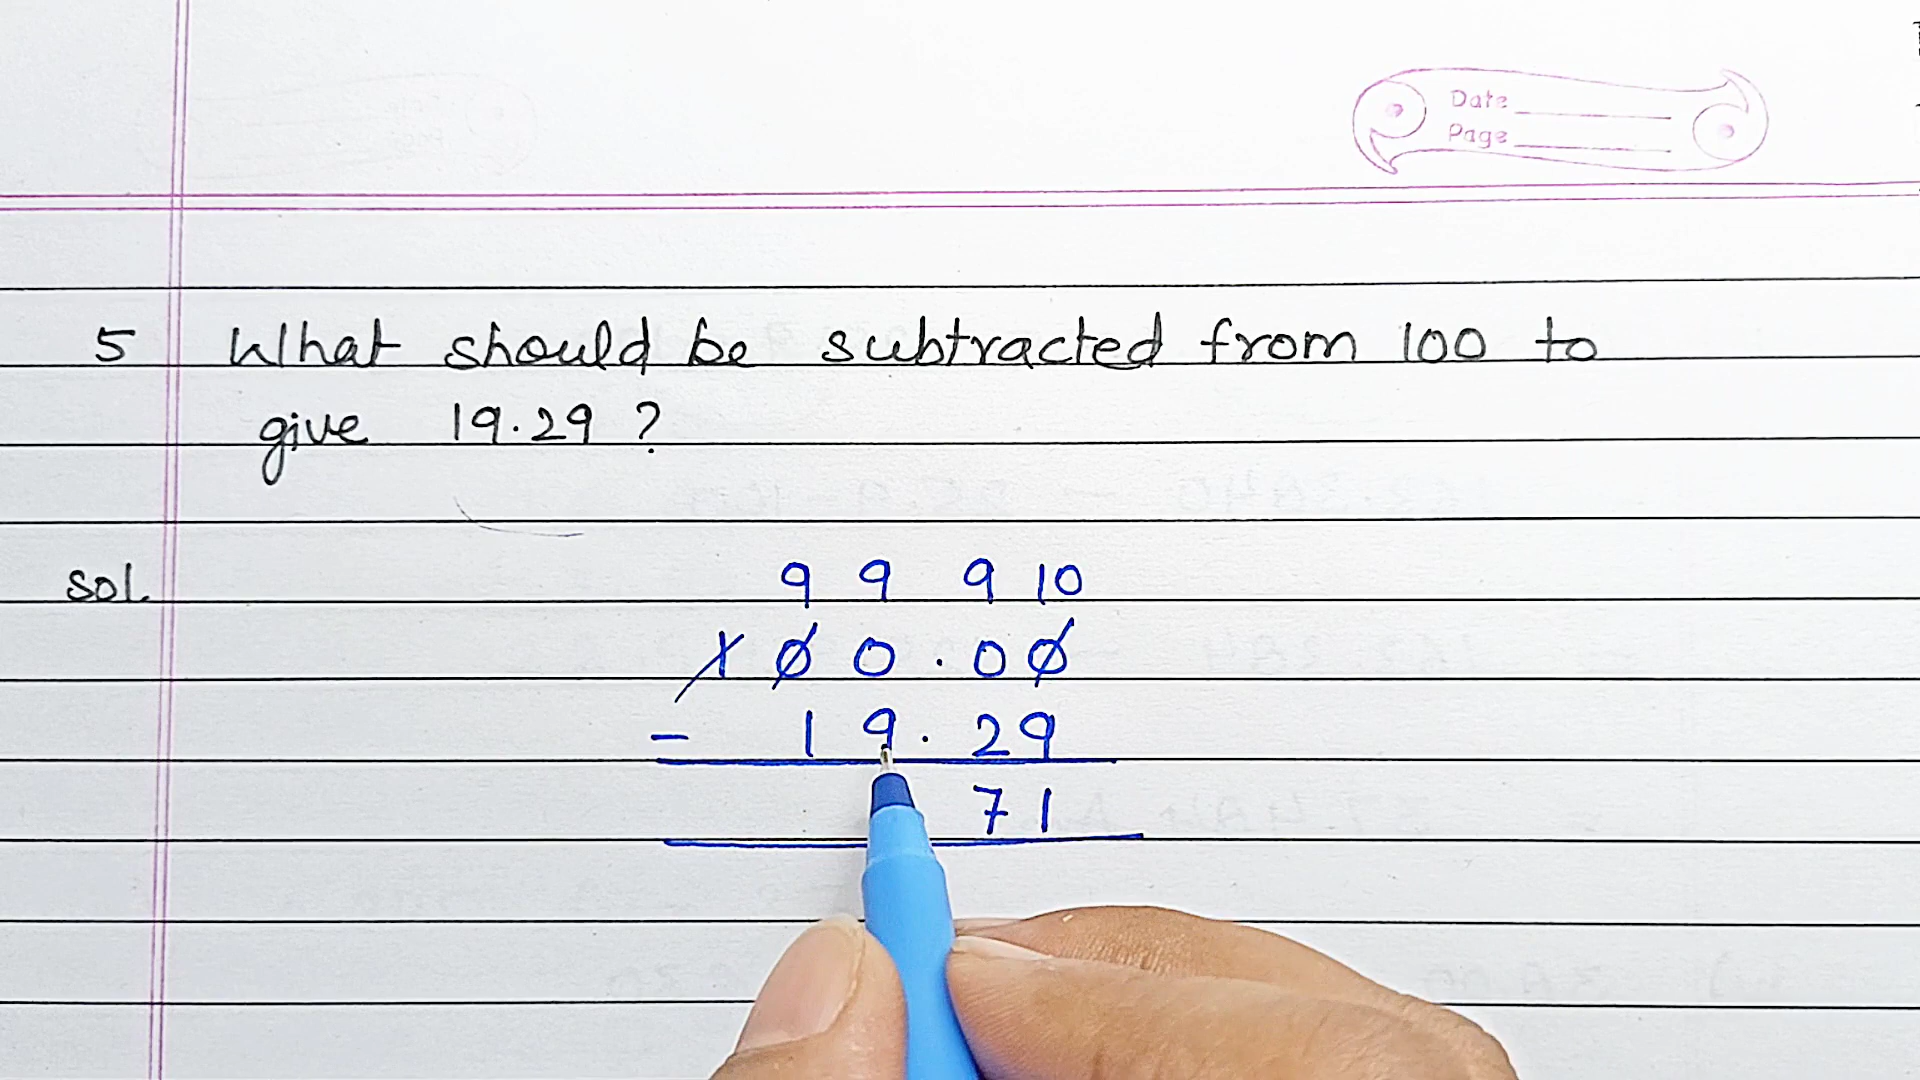 Date
Page
5 What should be subtracted from 100 to
give 19.29 ?
sol.
9 9 9 10
1 0 0 . 0 0
- 1 9 . 2 9
7 1